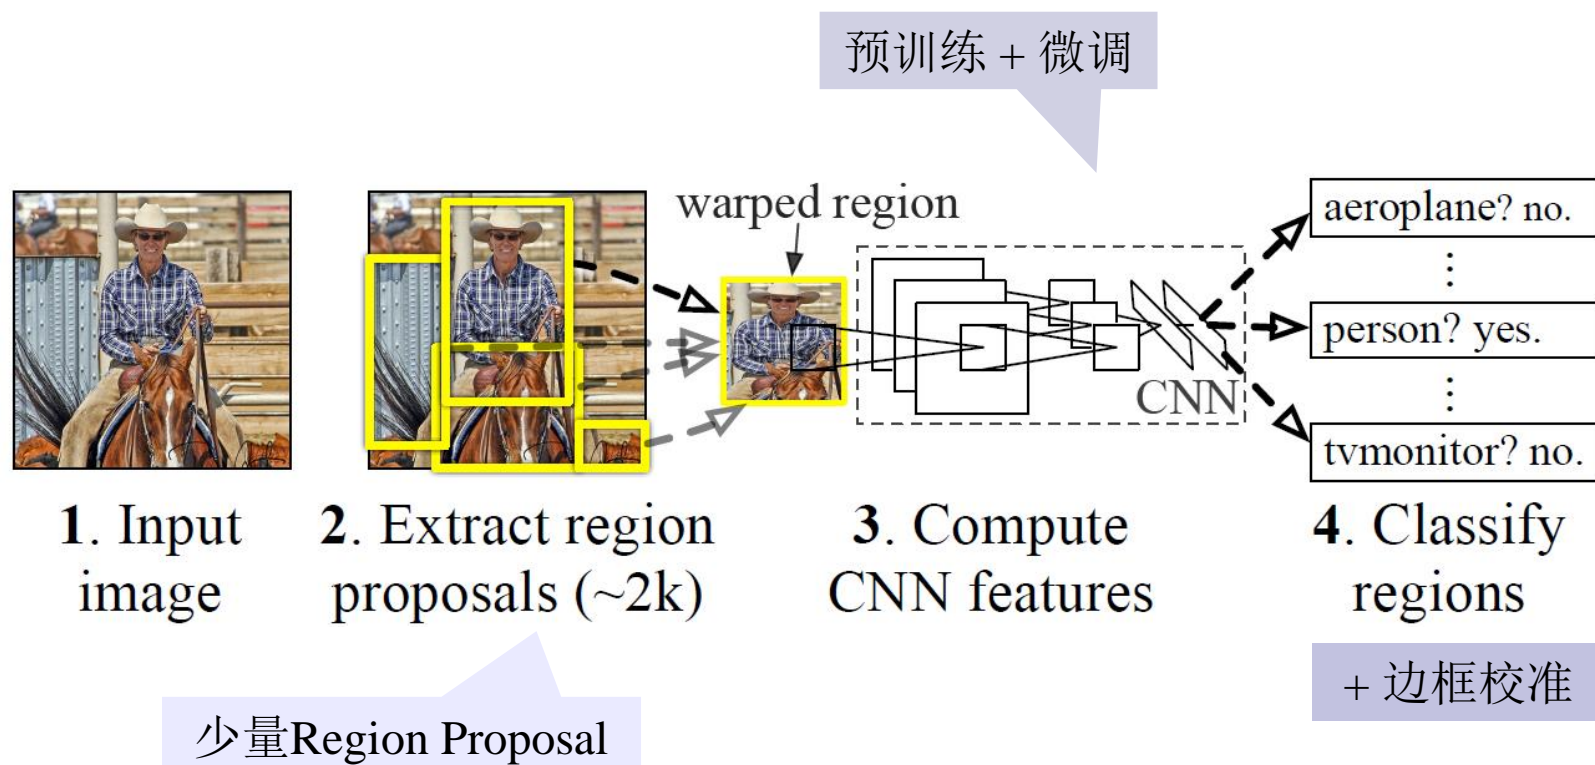 预训练 + 微调
warped region
aeroplane? no.
⋮
person? yes.
⋮
tvmonitor? no.
CNN
1. Input
image
2. Extract region
proposals (~2k)
3. Compute
CNN features
4. Classify
regions
少量Region Proposal
+ 边框校准